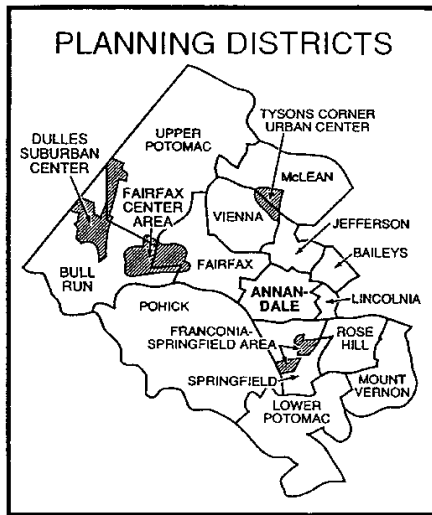 PLANNING DISTRICTS
TYSONS CORNER
URBAN CENTER
UPPER
POTOMAC
DULLES
SUBURBAN
CENTER
McLEAN
FAIRFAX
CENTER
AREA
VIENNA
JEFFERSON
BAILEYS
BULL
RUN
FAIRFAX
ANNAN-
DALE
LINCOLNIA
POHICK
FRANCONIA-
SPRINGFIELD AREA
ROSE
HILL
SPRINGFIELD
MOUNT
VERNON
LOWER
POTOMAC